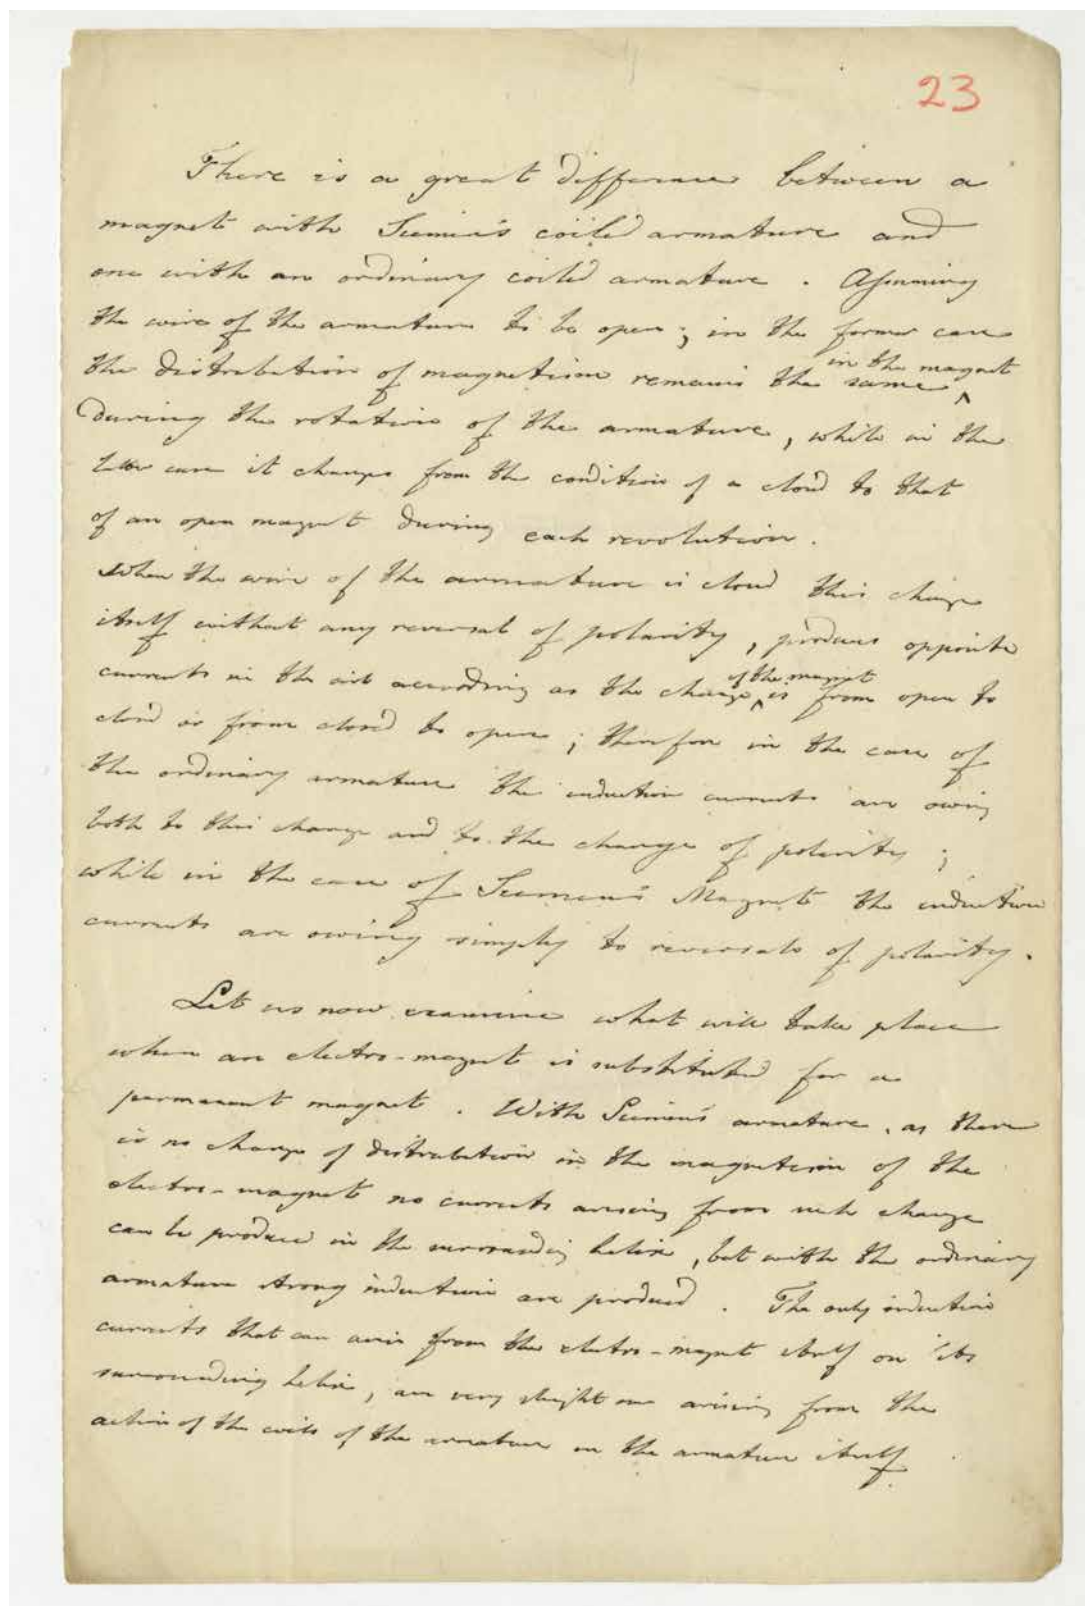 23
There is a great difference between a
magnet with Siemens's coiled armature and
one with an ordinary coiled armature. Assuming
the wire of the armature to be open; in the former case
in the magnet
the distribution of magnetism remains the same
during the rotation of the armature, while in the
latter case it changes from the condition of a closed to that
of an open magnet during each revolution.
When the wire of the armature is closed this change
itself without any reversal of polarity, produces opposite
of the magnet
currents in the according as the change is from open to
closed or from closed to open; therefore in the case of
the ordinary armature the induction currents are owing
both to this change and to the change of polarity;
while in the case of Siemens's Magnet the induction
currents are owing simply to reversals of polarity.
Let us now examine what will take place
when an electro-magnet is substituted for a
permanent magnet. With Siemens's armature, as there
is no change of distribution in the magnetism of the
electro-magnet no currents arising from such change
can be produced in the surrounding helix, but with the ordinary
armature strong induction are produced. The only induction
currents that can arise from the electro-magnet itself on its
surrounding helix, are very slight ones arising from the
action of the coils of the armature on the armature itself.